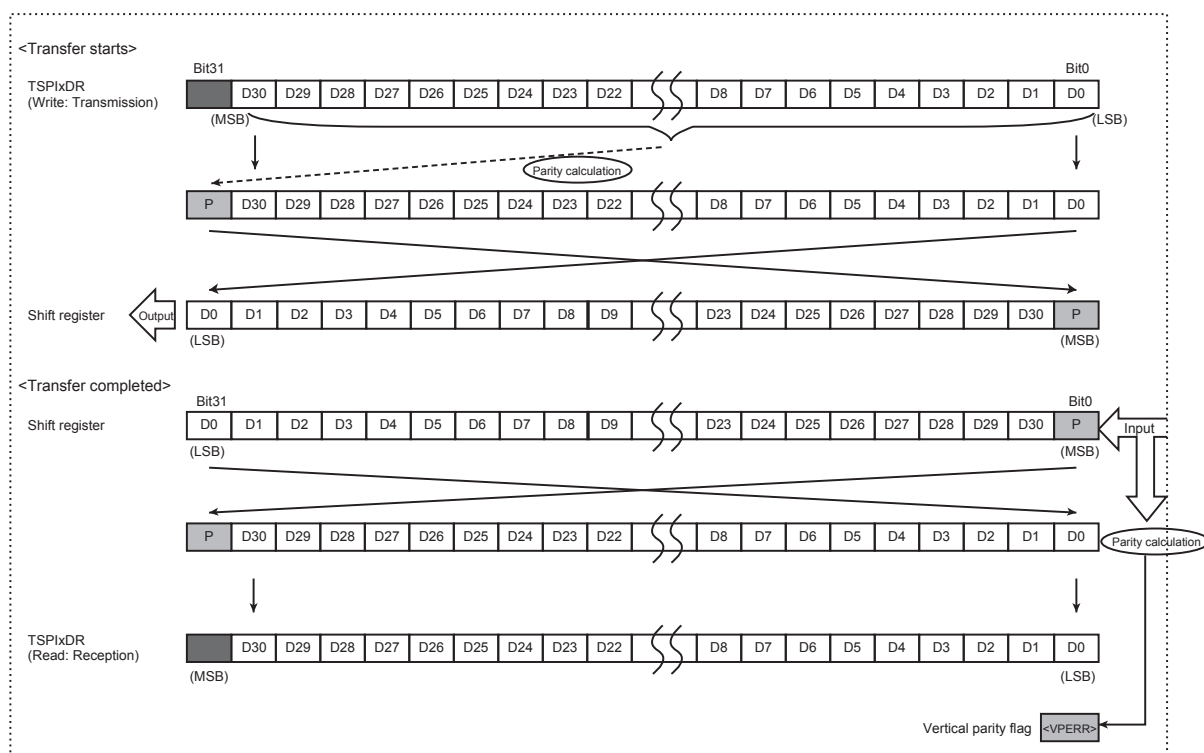 <Transfer starts>
Bit31 Bit0
TSPIxDR
(Write: Transmission)
D30 D29 D28 D27 D26 D25 D24 D23 D22 D8 D7 D6 D5 D4 D3 D2 D1 D0
(MSB) (LSB)
Parity calculation
P D30 D29 D28 D27 D26 D25 D24 D23 D22 D8 D7 D6 D5 D4 D3 D2 D1 D0
Shift register
Output
D0 D1 D2 D3 D4 D5 D6 D7 D8 D9 D23 D24 D25 D26 D27 D28 D29 D30 P
(LSB) (MSB)
<Transfer completed>
Bit31 Bit0
Shift register
D0 D1 D2 D3 D4 D5 D6 D7 D8 D9 D23 D24 D25 D26 D27 D28 D29 D30 P
Input
(LSB) (MSB)
P D30 D29 D28 D27 D26 D25 D24 D23 D22 D8 D7 D6 D5 D4 D3 D2 D1 D0
Parity calculation
TSPIxDR
(Read: Reception)
D30 D29 D28 D27 D26 D25 D24 D23 D22 D8 D7 D6 D5 D4 D3 D2 D1 D0
(MSB) (LSB)
Vertical parity flag
<VPERR>